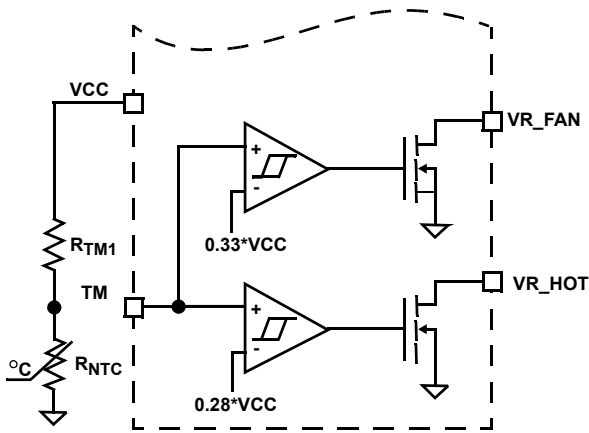 VCC
VR_FAN
+
-
0.33*VCC
RTM1
TM
VR_HOT
+
-
°C
RNTC
0.28*VCC